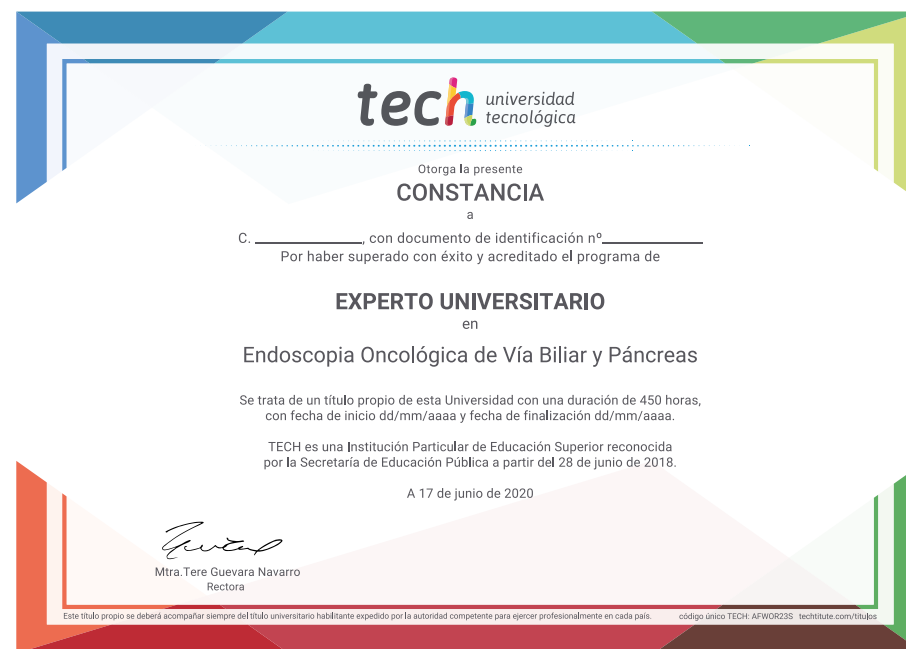 tech universidad
tecnológica
Otorga la presente
CONSTANCIA
a
C. ____________, con documento de identificación nº____________
Por haber superado con éxito y acreditado el programa de
EXPERTO UNIVERSITARIO
en
Endoscopia Oncológica de Vía Biliar y Páncreas
Se trata de un título propio de esta Universidad con una duración de 450 horas,
con fecha de inicio dd/mm/aaaa y fecha de finalización dd/mm/aaaa.
TECH es una Institución Particular de Educación Superior reconocida
por la Secretaría de Educación Pública a partir del 28 de junio de 2018.
A 17 de junio de 2020
Mtra.Tere Guevara Navarro
Rectora
Este título propio se deberá acompañar siempre del título universitario habilitante expedido por la autoridad competente para ejercer profesionalmente en cada país. código único TECH: AFWOR23S techtitute.com/titulos